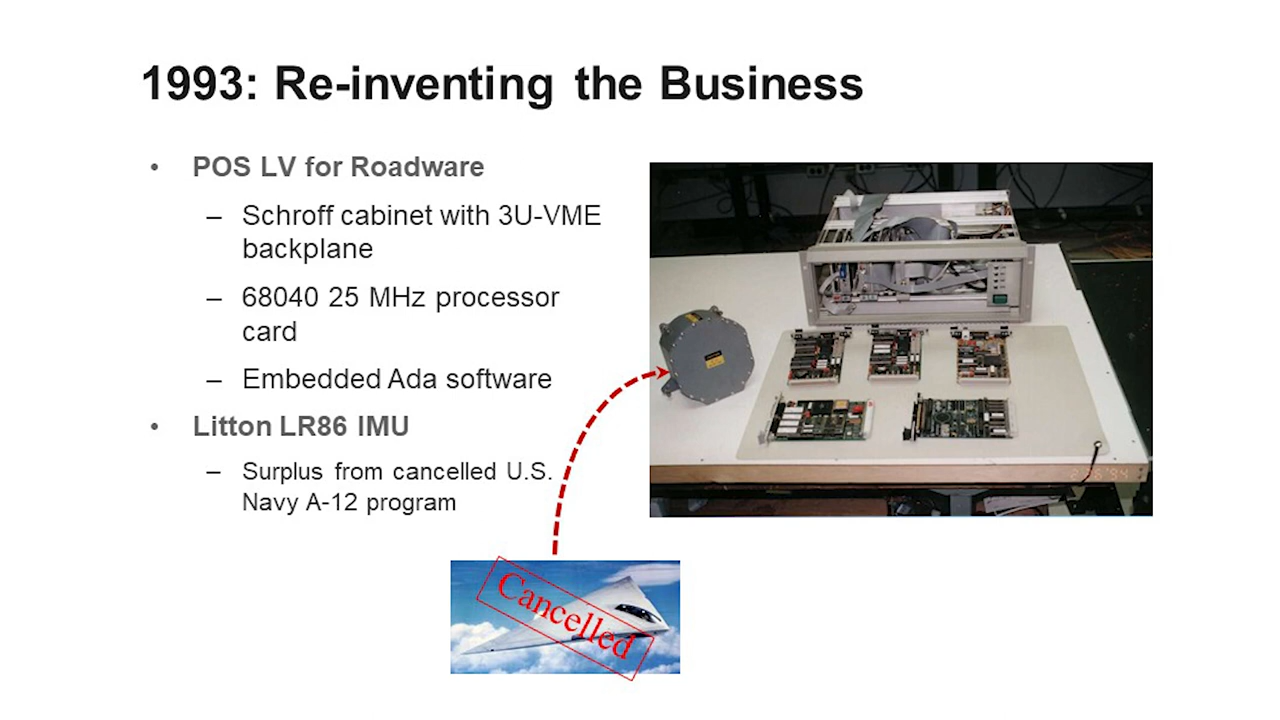 1993: Re-inventing the Business
• POS LV for Roadware
– Schroff cabinet with 3U-VME
backplane
– 68040 25 MHz processor
card
– Embedded Ada software
• Litton LR86 IMU
– Surplus from cancelled U.S.
Navy A-12 program
Cancelled